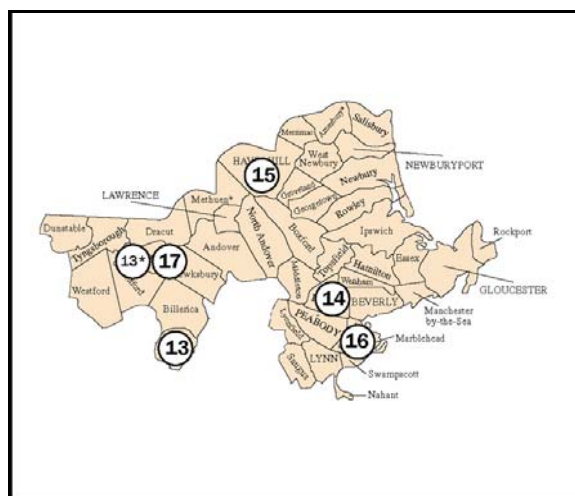 Salisbury
Amesbury*
Merrimac
West
Newbury
NEWBURYPORT
15
Groveland
Newbury
Georgetown
Rowley
LAWRENCE
Methuen*
North Andover
Boxford
Ipswich
Rockport
Dunstable
Tyngsborough
Dracut
Andover
Topsfield
Hamilton
Essex
13*
17
Westford
Middleton
Wenham
GLOUCESTER
Billerica
14
BEVERLY
Manchester
by-the-Sea
Lynnfield
PEABODY
16
Marblehead
13
Saugus
LYNN
Swampscott
Nahant